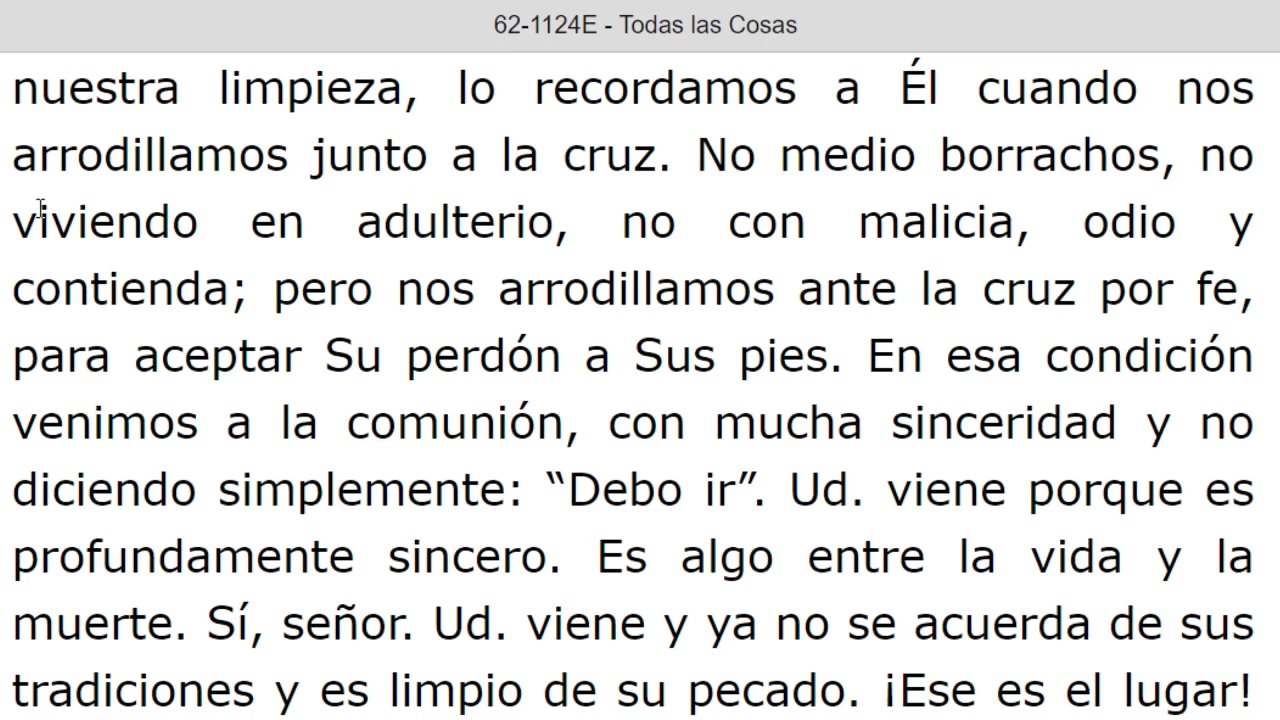 62-1124E - Todas las Cosas
nuestra limpieza, lo recordamos a Él cuando nos
arrodillamos junto a la cruz. No medio borrachos, no
viviendo en adulterio, no con malicia, odio y
contienda; pero nos arrodillamos ante la cruz por fe,
para aceptar Su perdón a Sus pies. En esa condición
venimos a la comunión, con mucha sinceridad y no
diciendo simplemente: “Debo ir”. Ud. viene porque es
profundamente sincero. Es algo entre la vida y la
muerte. Sí, señor. Ud. viene y ya no se acuerda de sus
tradiciones y es limpio de su pecado. ¡Ese es el lugar!